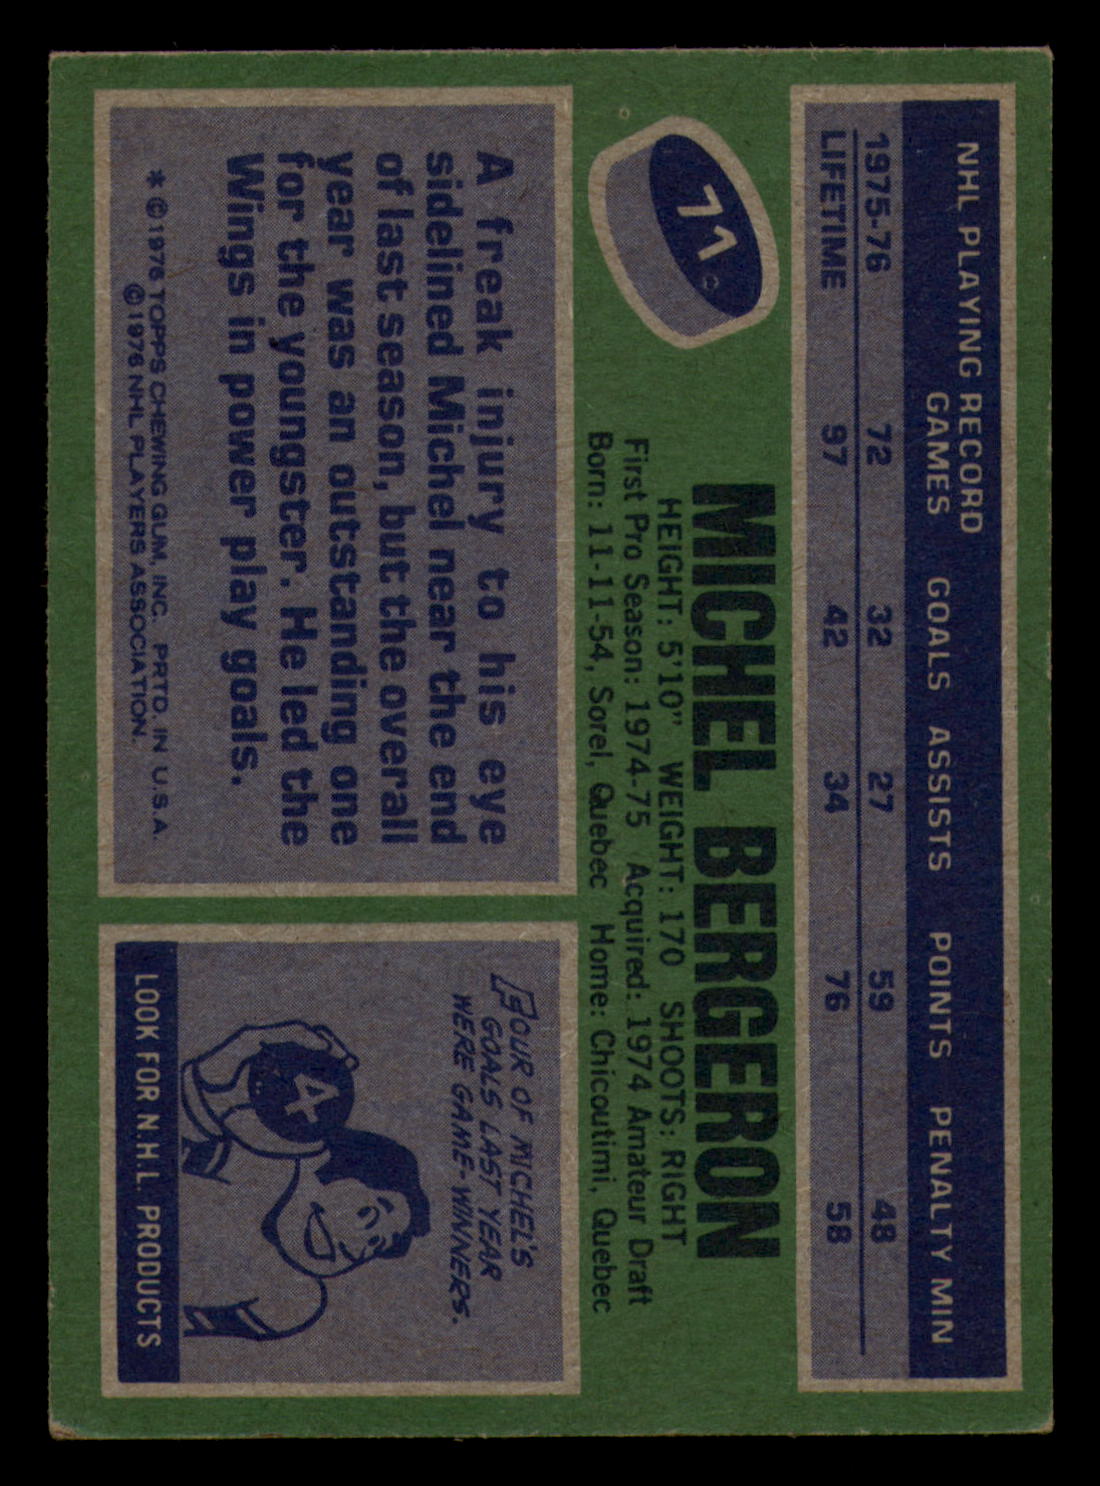 NHL PLAYING RECORD
GAMES GOALS ASSISTS POINTS PENALTY MIN
1975-76 72 32 27 59 48
LIFETIME 97 42 34 76 58
71
MICHEL BERGERON
HEIGHT: 5'10" WEIGHT: 170 SHOOTS: RIGHT
First Pro Season: 1974-75 Acquired: 1974 Amateur Draft
Born: 11-11-54, Sorel, Quebec Home: Chicoutimi, Quebec
A freak injury to his eye
sidelined Michel near the end
of last season, but the overall
year was an outstanding one
for the youngster. He led the
Wings in power play goals.
* ©1976 TOPPS CHEWING GUM, INC. PRTD. IN U.S.A.
©1976 NHL PLAYERS ASSOCIATION.
FOUR OF MICHEL'S
GOALS LAST YEAR
WERE GAME-WINNERS.
4
LOOK FOR N.H.L. PRODUCTS